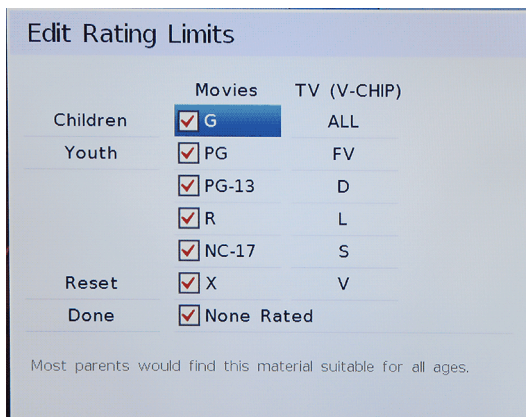 Edit Rating Limits
Movies TV (V-CHIP)
Children G ALL
Youth PG FV
PG-13 D
R L
NC-17 S
Reset X V
Done None Rated
Most parents would find this material suitable for all ages.